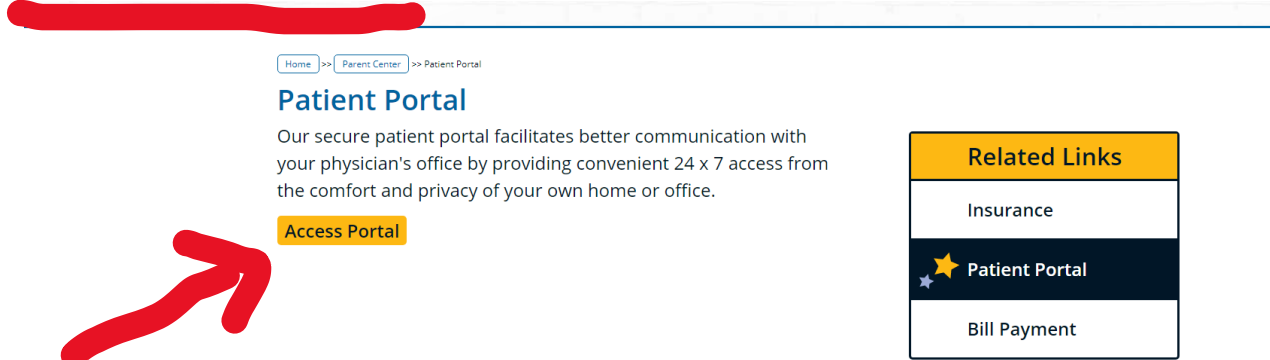 Home >> Parent Center >> Patient Portal
Patient Portal
Our secure patient portal facilitates better communication with
your physician's office by providing convenient 24 x 7 access from
the comfort and privacy of your own home or office.
Access Portal
Related Links
Insurance
Patient Portal
Bill Payment